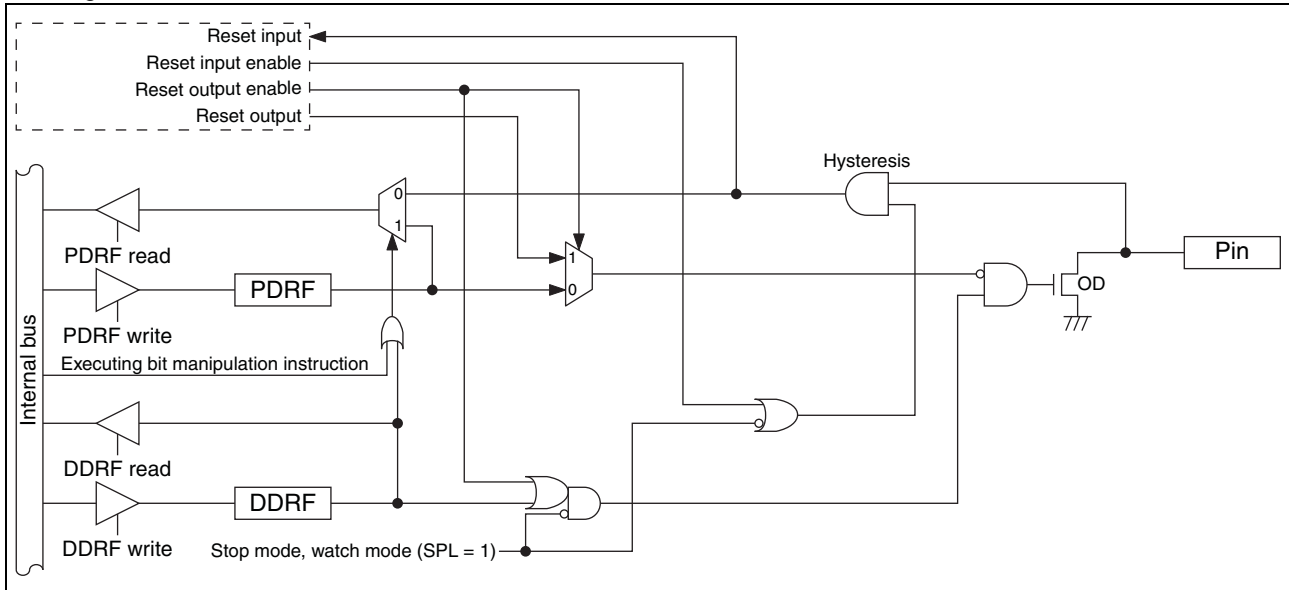 Reset input
Reset input enable
Reset output enable
Reset output
Hysteresis
0
1
PDRF read
1
Pin
PDRF
0
OD
PDRF write
Executing bit manipulation instruction
Internal bus
DDRF read
DDRF
DDRF write
Stop mode, watch mode (SPL = 1)